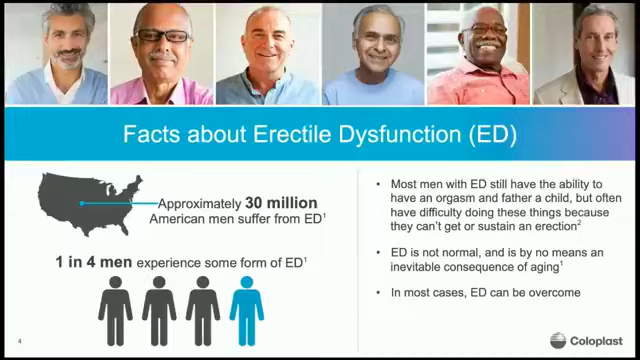 Facts about Erectile Dysfunction (ED)
Approximately 30 million
American men suffer from ED¹
1 in 4 men experience some form of ED¹
• Most men with ED still have the ability to
have an orgasm and father a child, but often
have difficulty doing these things because
they can't get or sustain an erection²
• ED is not normal, and is by no means an
inevitable consequence of aging¹
• In most cases, ED can be overcome
4
Coloplast